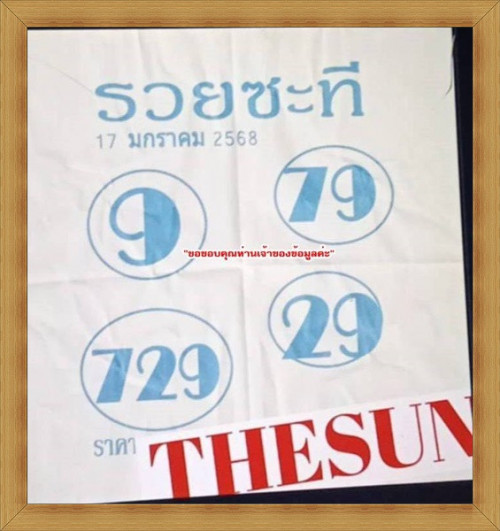 รวยซะที
17 มกราคม 2568
9
79
"ขอขอบคุณท่านเจ้าของข้อมูลค่ะ"
729
29
ราคา
THESUN